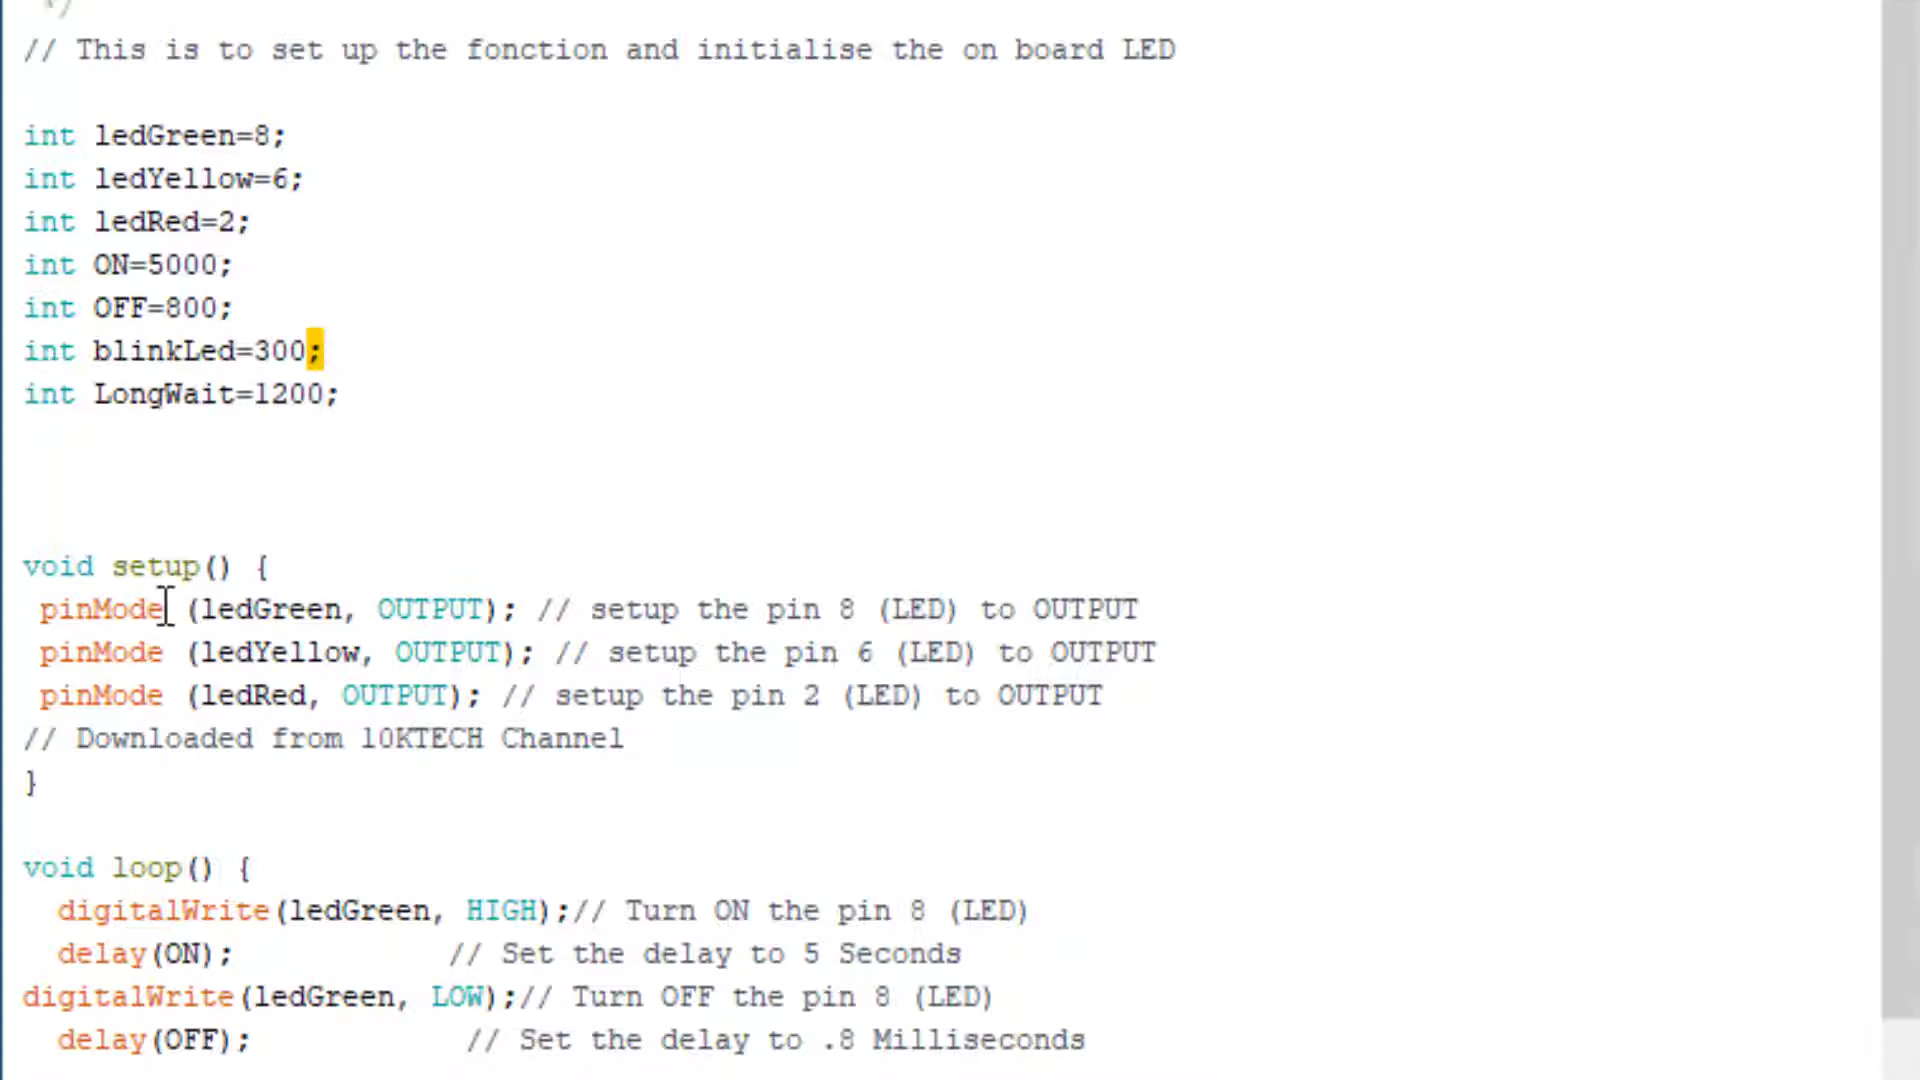 */
// This is to set up the fonction and initialise the on board LED
int ledGreen=8;
int ledYellow=6;
int ledRed=2;
int ON=5000;
int OFF=800;
int blinkLed=300;
int LongWait=1200;
void setup() {
pinMode (ledGreen, OUTPUT); // setup the pin 8 (LED) to OUTPUT
pinMode (ledYellow, OUTPUT); // setup the pin 6 (LED) to OUTPUT
pinMode (ledRed, OUTPUT); // setup the pin 2 (LED) to OUTPUT
// Downloaded from 10KTECH Channel
}
void loop() {
digitalWrite(ledGreen, HIGH);// Turn ON the pin 8 (LED)
delay(ON); // Set the delay to 5 Seconds
digitalWrite(ledGreen, LOW);// Turn OFF the pin 8 (LED)
delay(OFF); // Set the delay to .8 Milliseconds